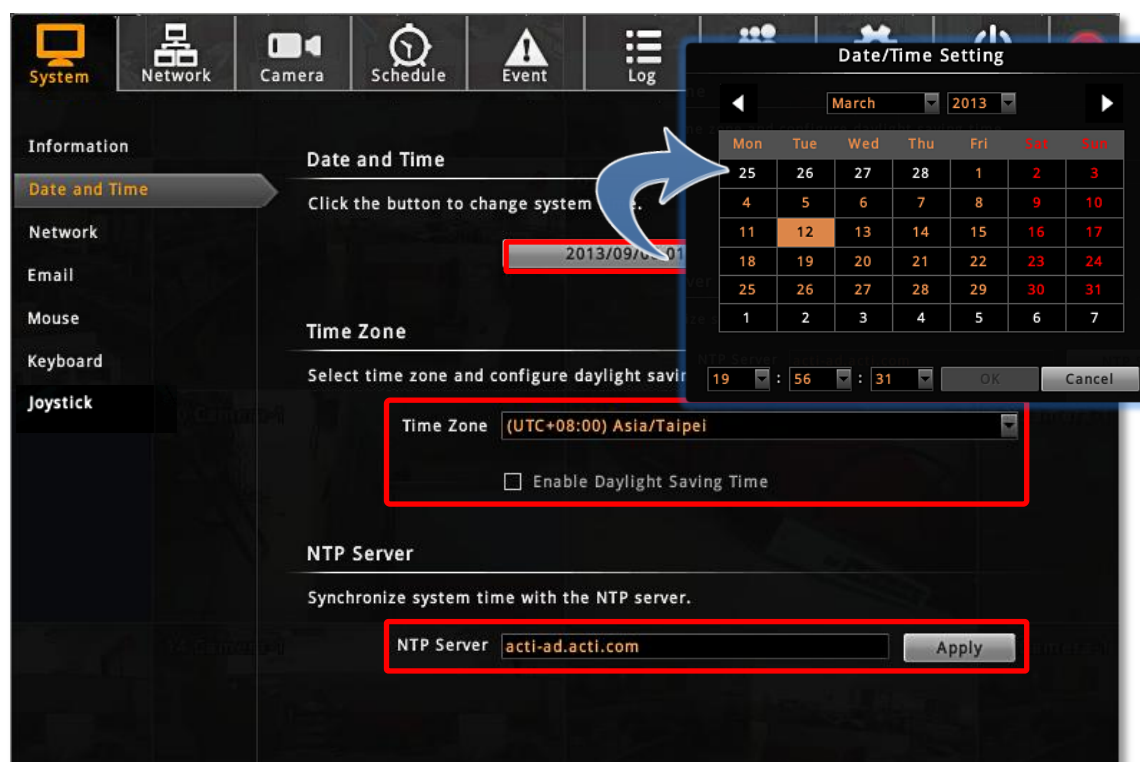 System
Network
Camera
Schedule
Event
Log
Information
Date and Time
Network
Email
Mouse
Keyboard
Joystick
Date and Time
Click the button to change system
2013/09/
01
Time Zone
Select time zone and configure daylight savin
Time Zone (UTC+08:00) Asia/Taipei
Enable Daylight Saving Time
NTP Server
Synchronize system time with the NTP server.
NTP Server acti-ad.acti.com Apply
Date/Time Setting
March 2013
Mon Tue Wed Thu Fri Sat Sun
25 26 27 28 1 2 3
4 5 6 7 8 9 10
11 12 13 14 15 16 17
18 19 20 21 22 23 24
25 26 27 28 29 30 31
1 2 3 4 5 6 7
19 : 56 : 31 OK Cancel